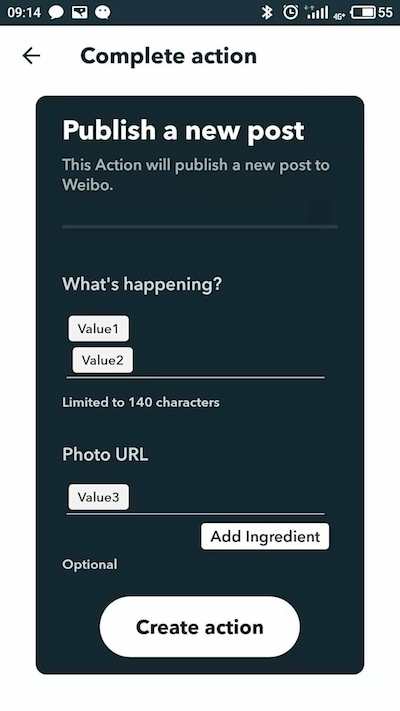 09:14 4G+ 55
Complete action
Publish a new post
This Action will publish a new post to
Weibo.
What's happening?
Value1
Value2
Limited to 140 characters
Photo URL
Value3
Add Ingredient
Optional
Create action